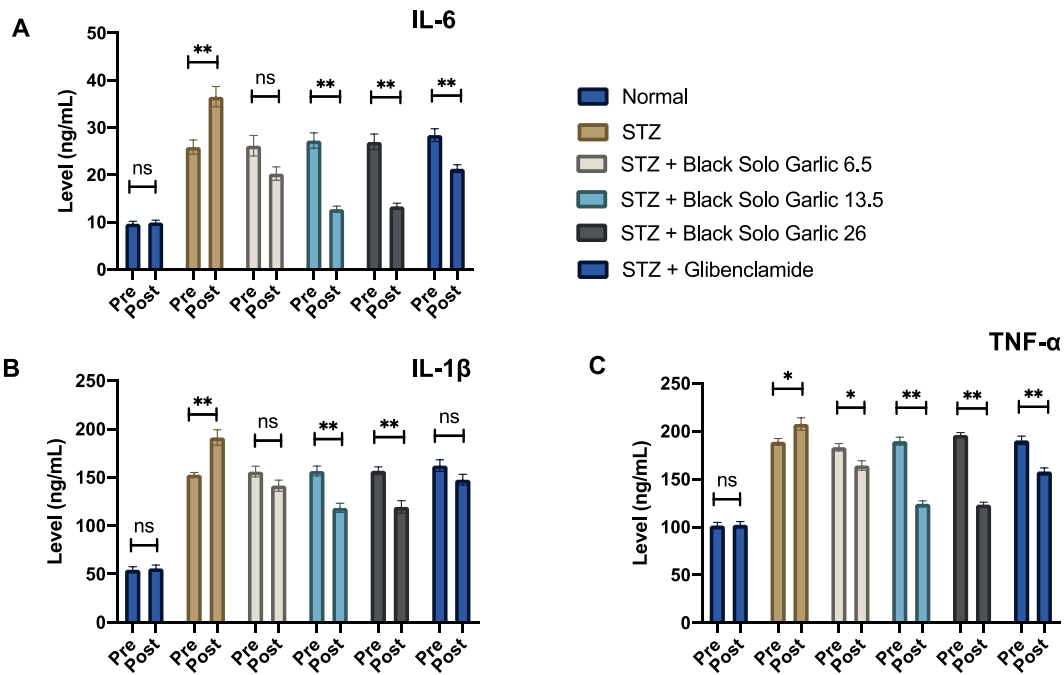 A
IL-6
Level (ng/mL)
50
40
30
20
10
0
ns
**
ns
**
**
**
Pre
Post
Pre
Post
Pre
Post
Pre
Post
Pre
Post
Pre
Post
Normal
STZ
STZ + Black Solo Garlic 6.5
STZ + Black Solo Garlic 13.5
STZ + Black Solo Garlic 26
STZ + Glibenclamide
B
IL-1β
Level (ng/mL)
250
200
150
100
50
0
ns
**
ns
**
**
ns
Pre
Post
Pre
Post
Pre
Post
Pre
Post
Pre
Post
Pre
Post
C
TNF-α
Level (ng/mL)
250
200
150
100
50
0
ns
*
*
**
**
**
Pre
Post
Pre
Post
Pre
Post
Pre
Post
Pre
Post
Pre
Post